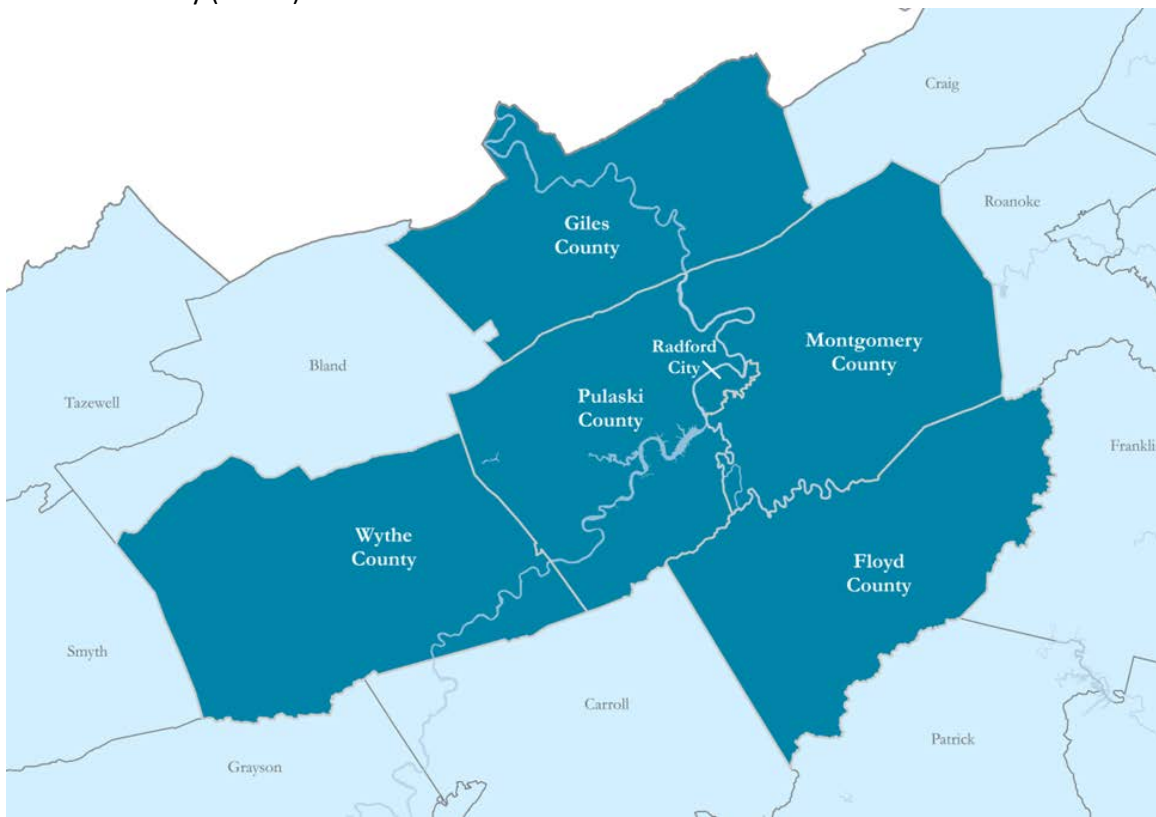 Craig
Roanoke
Giles
County
Montgomery
County
Radford
City
Bland
Pulaski
County
Tazewell
Frankli
Wythe
County
Floyd
County
Smyth
Carroll
Patrick
Grayson